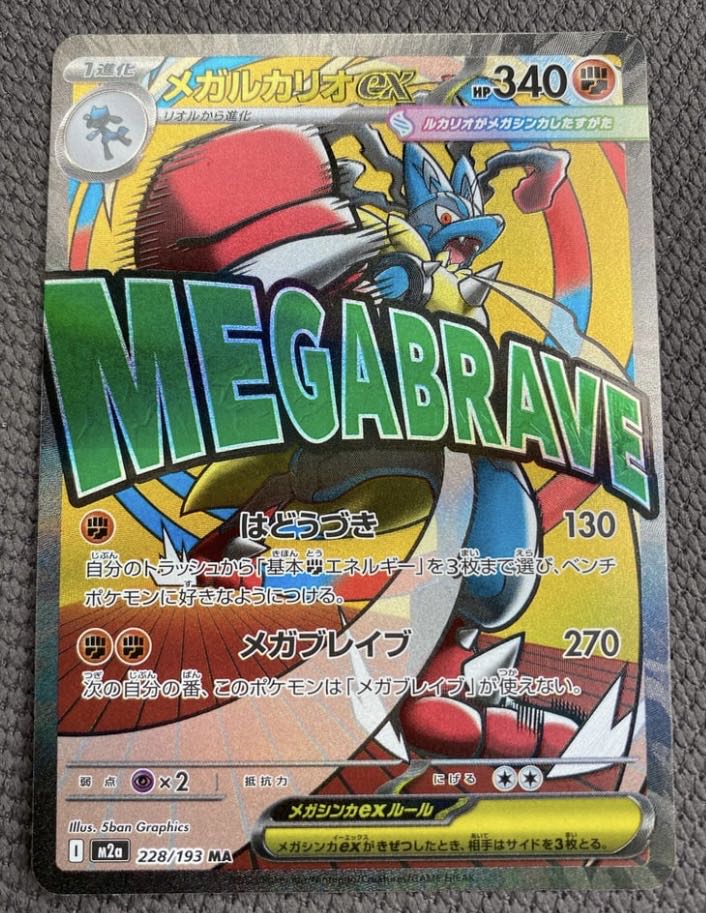 1進化
メガルカリオex
HP340
リオルから進化
ルカリオがメガシンカしたすがた
MEGABRAVE
はどうづき 130
自分のトラッシュから「基本エネルギー」を3枚まで選び、ベンチ
ポケモンに好きなようにつける。
メガブレイブ 270
次の自分の番、このポケモンは「メガブレイブ」が使えない。
弱点 ×2 抵抗力 にげる
メガシンカexルール
メガシンカexがきぜつしたとき、相手はサイドを3枚とる。
Illus. 5ban Graphics
I m2a 228/193 MA